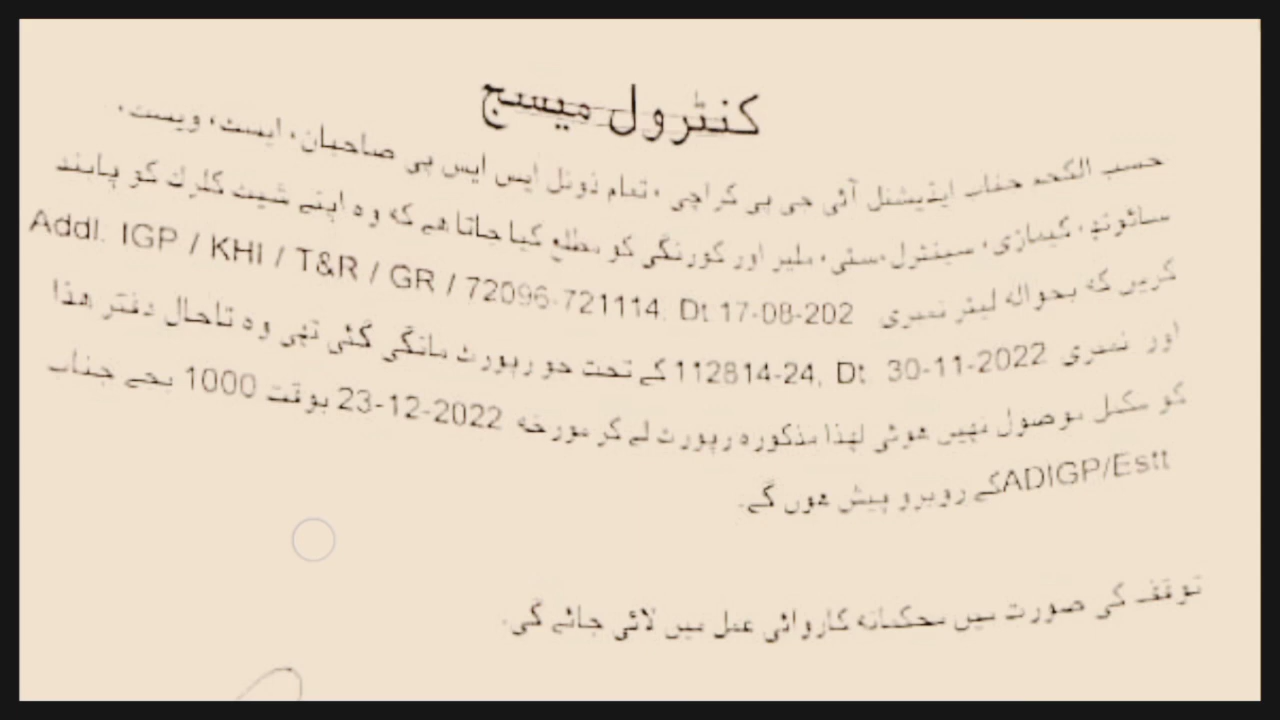 کنٹرول میسج
حسب الحکم جناب ایڈیشنل آئی جی پی کراچی، تمام ذونل ایس ایس پی صاحبان، ایسٹ، ویسٹ،
سائوتھ، کیماڑی، سینٹرل،سٹی، ملیر اور کورنگی کو مطلع کیا جاتا ھے کہ وہ اپنے شیٹ کلرک کو پابند
کریں کہ بحوالہ لیٹر نمبری Addl. IGP / KHI / T&R / GR / 72096-721114, Dt 17-08-202
اور نمبری 112814-24, Dt 30-11-2022 کے تحت جو رپورٹ مانگی گئی تھی وہ تاحال دفتر ھذا
کو مکمل موصول نہیں ھوئی لہٰذا مذکورہ رپورٹ لے کر مورخہ 23-12-2022 بوقت 1000 بجے جناب
ADIGP/Estt کے روبرو پیش ھوں گے۔
توقف کی صورت میں محکمانہ کاروائی عمل میں لائی جائے گی۔